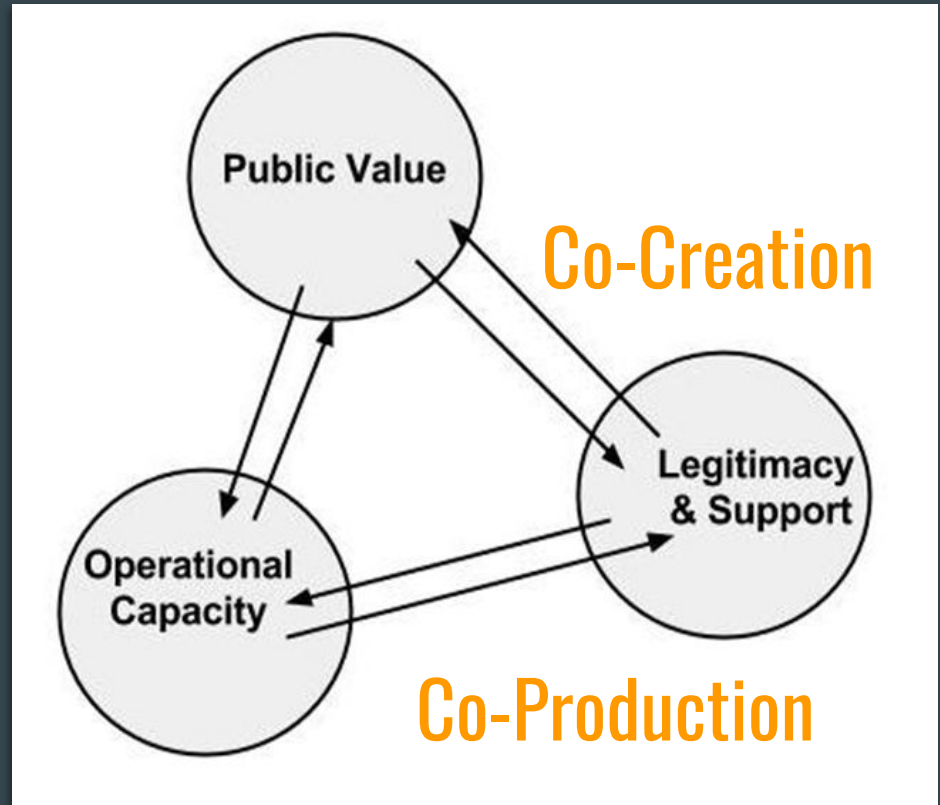 Public Value
Co-Creation
Legitimacy
& Support
Operational
Capacity
Co-Production